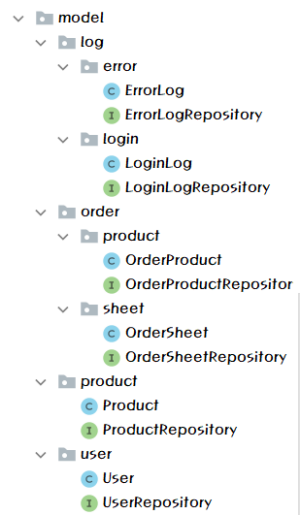 model
log
error
C ErrorLog
I ErrorLogRepository
login
C LoginLog
I LoginLogRepository
order
product
C OrderProduct
I OrderProductRepositor
sheet
C OrderSheet
I OrderSheetRepository
product
C Product
I ProductRepository
user
C User
I UserRepository